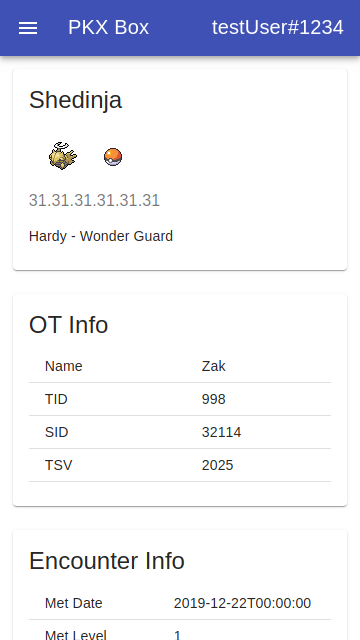 PKX Box testUser#1234
Shedinja
31.31.31.31.31.31
Hardy - Wonder Guard
OT Info
Name Zak
TID 998
SID 32114
TSV 2025
Encounter Info
Met Date 2019-12-22T00:00:00
Met Level 1